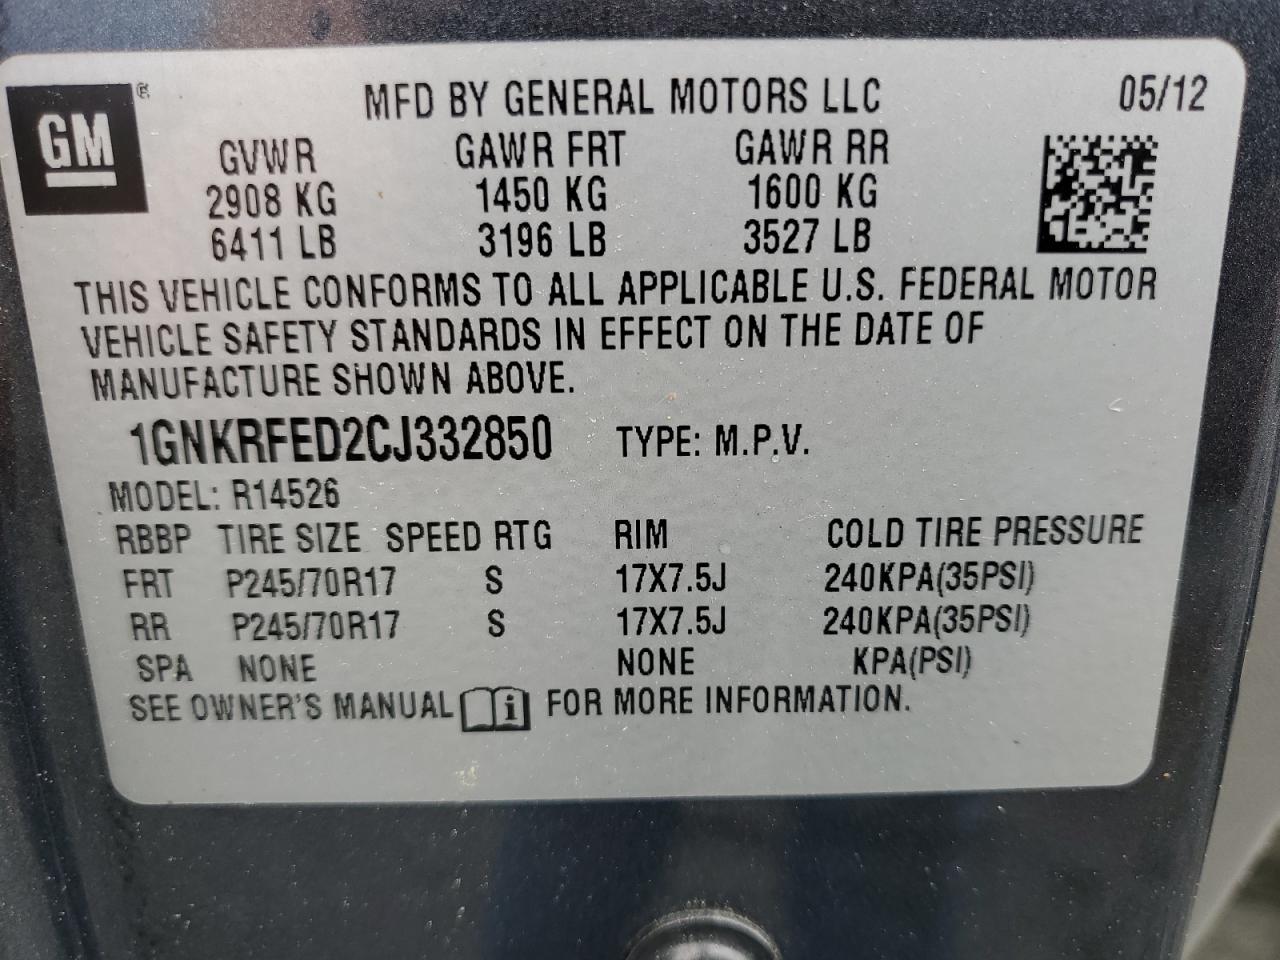 GM ® MFD BY GENERAL MOTORS LLC 05/12
GVWR GAWR FRT GAWR RR
2908 KG 1450 KG 1600 KG
6411 LB 3196 LB 3527 LB
THIS VEHICLE CONFORMS TO ALL APPLICABLE U.S. FEDERAL MOTOR
VEHICLE SAFETY STANDARDS IN EFFECT ON THE DATE OF
MANUFACTURE SHOWN ABOVE.
1GNKRFED2CJ332850 TYPE: M.P.V.
MODEL: R14526
RBBP TIRE SIZE SPEED RTG RIM COLD TIRE PRESSURE
FRT P245/70R17 S 17X7.5J 240KPA(35PSI)
RR P245/70R17 S 17X7.5J 240KPA(35PSI)
SPA NONE NONE KPA(PSI)
SEE OWNER'S MANUAL i FOR MORE INFORMATION.